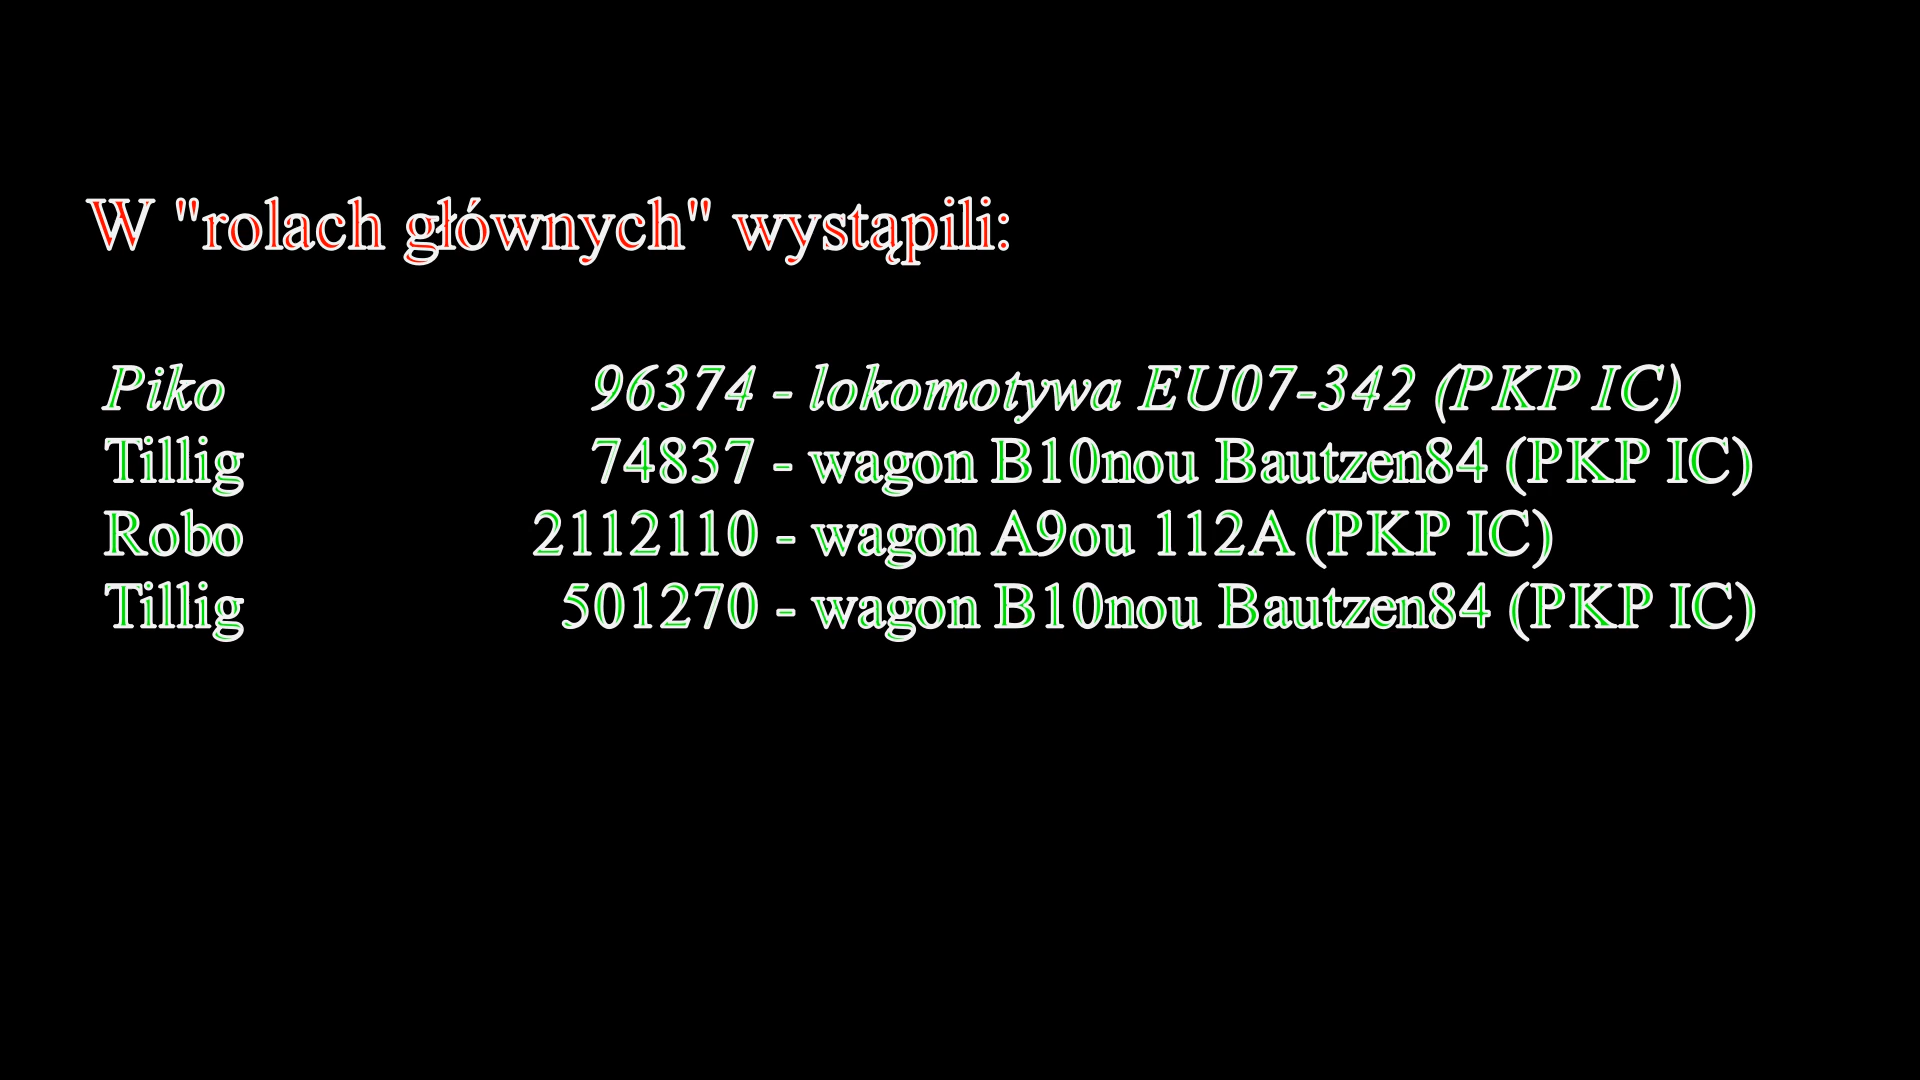 W "rolach głównych" wystąpili:
Piko 96374 - lokomotywa EU07-342 (PKP IC)
Tillig 74837 - wagon B10nou Bautzen84 (PKP IC)
Robo 2112110 - wagon A9ou 112A (PKP IC)
Tillig 501270 - wagon B10nou Bautzen84 (PKP IC)